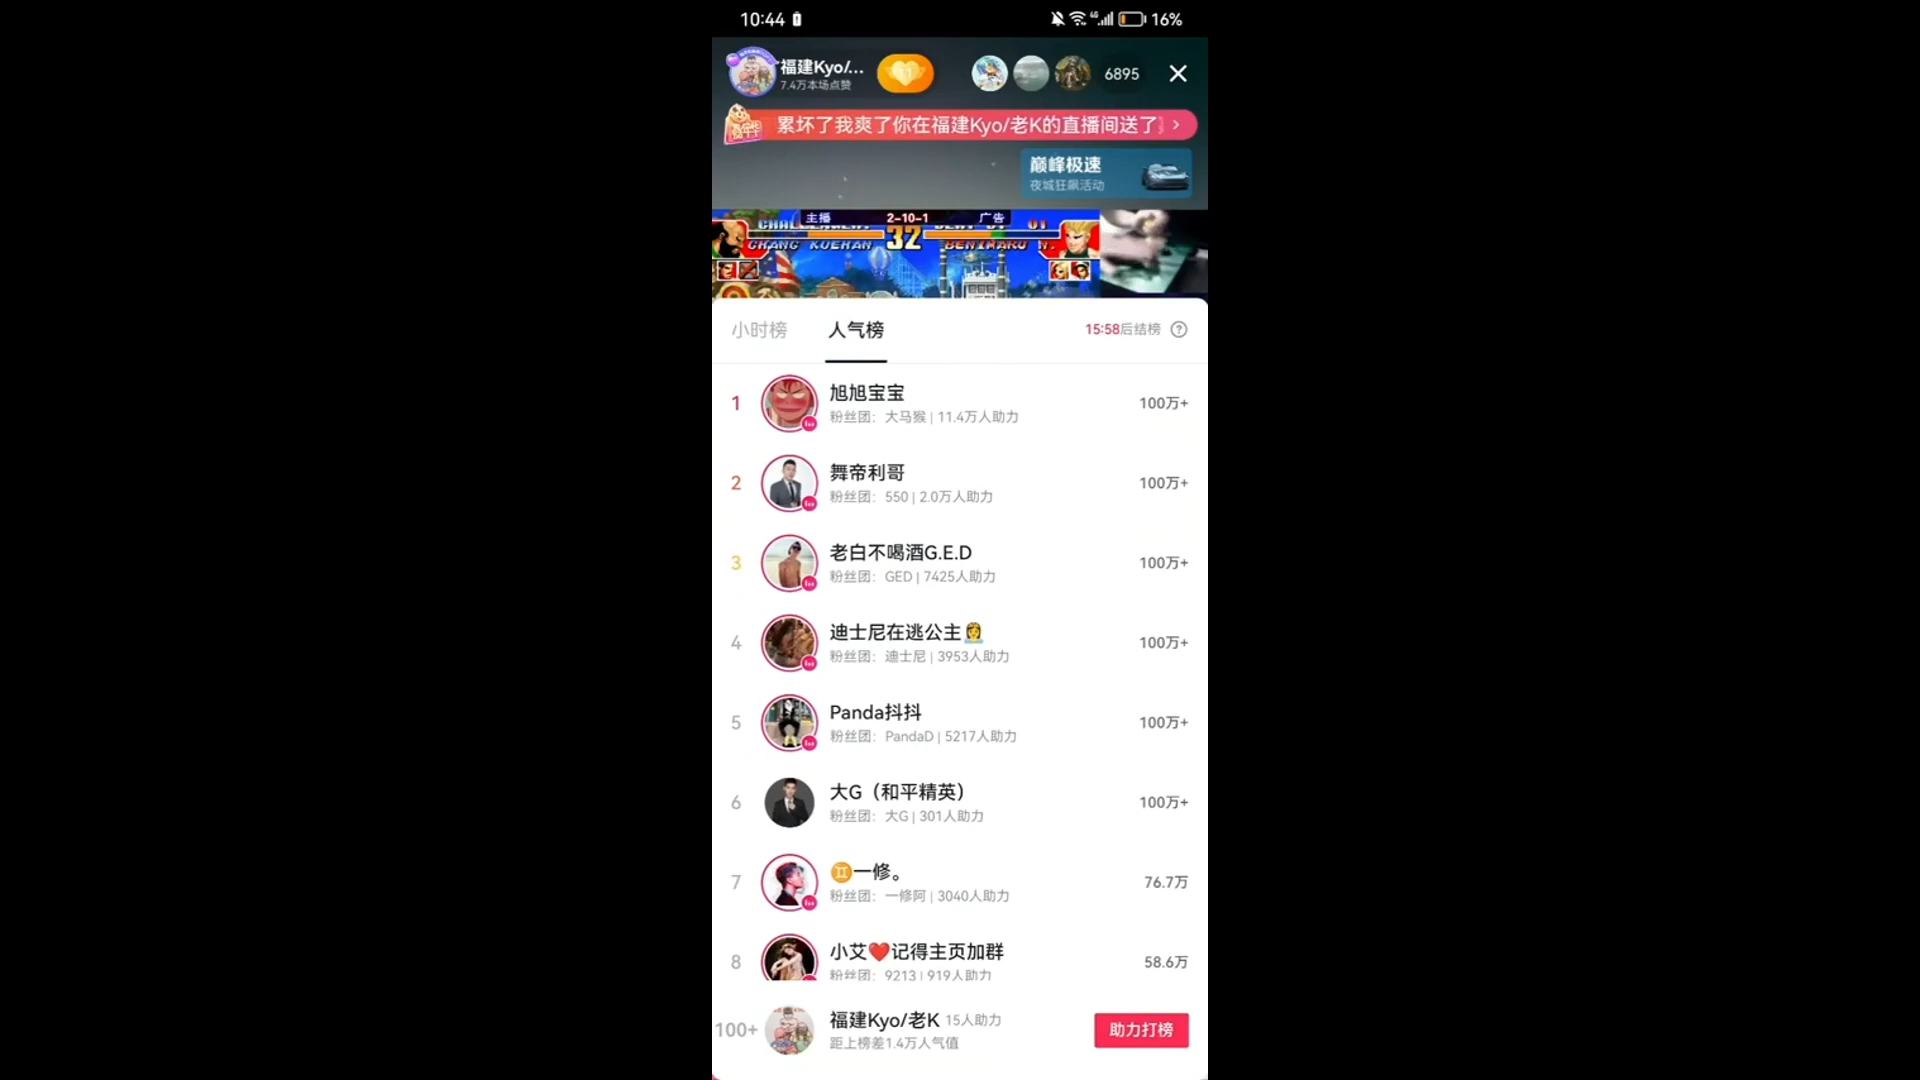 10:44
16%
福建Kyo/...
7.4万本场点赞
6895
累坏了我爽了你在福建Kyo/老K的直播间送了
巅峰极速
夜城狂飙活动
主播 2-10-1 广告
32
CHANG KOEHAN
BENIMARU N.
小时榜
人气榜
15:58后结榜
1
旭旭宝宝
粉丝团：大马猴 | 11.4万人助力
100万+
2
舞帝利哥
粉丝团：550 | 2.0万人助力
100万+
3
老白不喝酒G.E.D
粉丝团：GED | 7425人助力
100万+
4
迪士尼在逃公主👸
粉丝团：迪士尼 | 3953人助力
100万+
5
Panda抖抖
粉丝团：PandaD | 5217人助力
100万+
6
大G（和平精英）
粉丝团：大G | 301人助力
100万+
7
♊一修。
粉丝团：一修阿 | 3040人助力
76.7万
8
小艾❤️记得主页加群
粉丝团：9213 | 919人助力
58.6万
100+
福建Kyo/老K 15人助力
距上榜差1.4万人气值
助力打榜